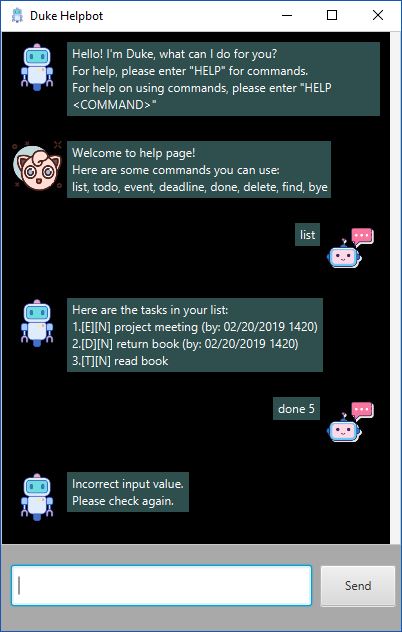 Duke Helpbot
Hello! I'm Duke, what can I do for you?
For help, please enter "HELP" for commands.
For help on using commands, please enter "HELP
<COMMAND>"
Welcome to help page!
Here are some commands you can use:
list, todo, event, deadline, done, delete, find, bye
list
Here are the tasks in your list:
1.[E][N] project meeting (by: 02/20/2019 1420)
2.[D][N] return book (by: 02/20/2019 1420)
3.[T][N] read book
done 5
Incorrect input value.
Please check again.
Send